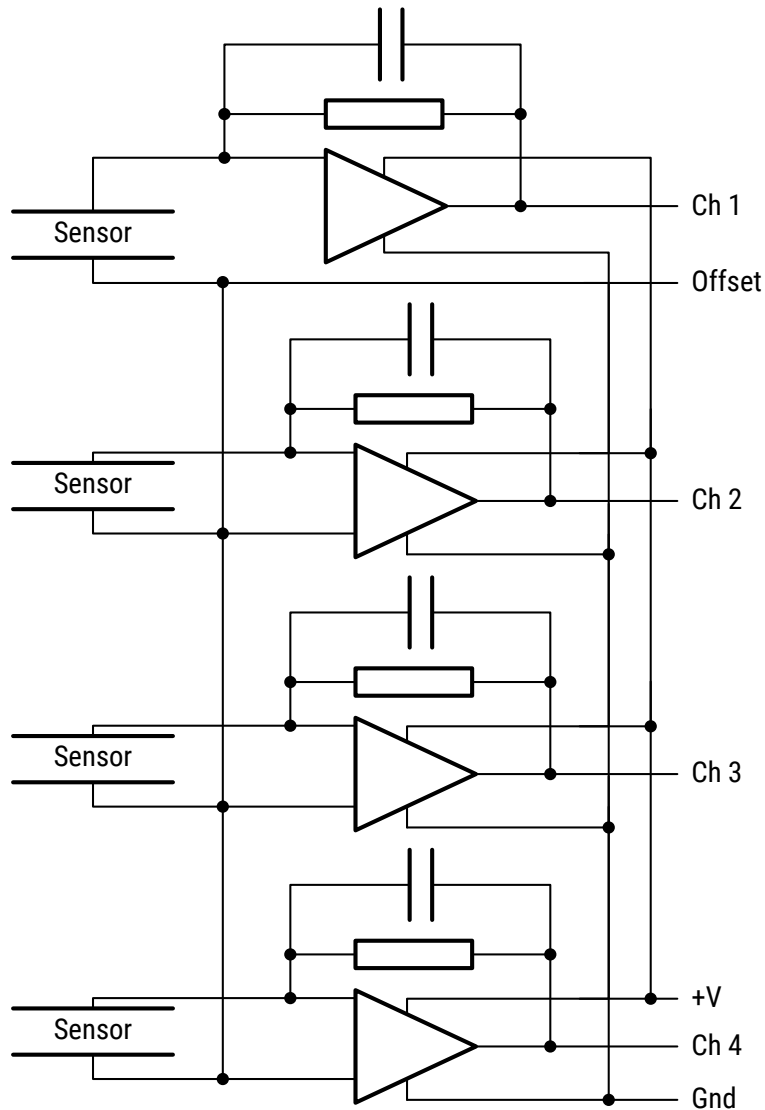 Ch 1
Sensor
Offset
Sensor
Ch 2
Sensor
Ch 3
+V
Sensor
Ch 4
Gnd